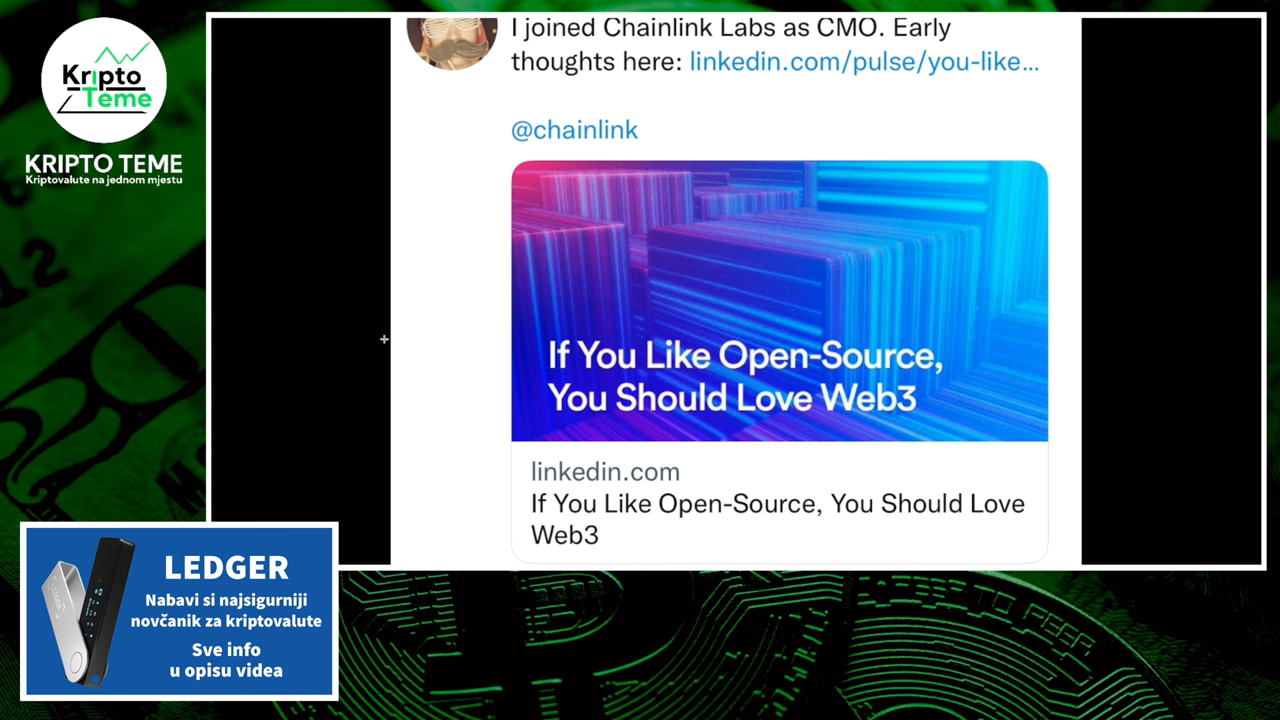 Kripto
Teme
KRIPTO TEME
Kriptovalute na jednom mjestu
I joined Chainlink Labs as CMO. Early
thoughts here: linkedin.com/pulse/you-like...
@chainlink
If You Like Open-Source,
You Should Love Web3
linkedin.com
If You Like Open-Source, You Should Love
Web3
LEDGER
Nabavi si najsigurniji
novčanik za kriptovalute
Sve info
u opisu videa